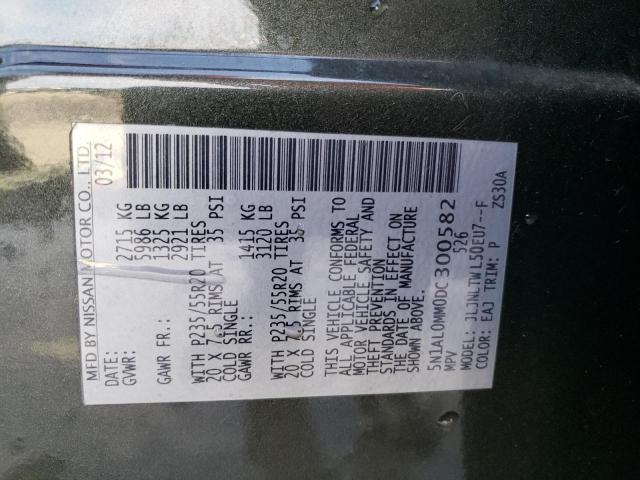 MFD BY NISSAN MOTOR CO., LTD.
DATE: 03/12
GVWR: 2715 KG
5986 LB
GAWR FR.: 1325 KG
2921 LB
WITH P235/55R20 TIRES
20 X 7.5 RIMS AT 35 PSI
COLD SINGLE
GAWR RR.: 1415 KG
3120 LB
WITH P235/55R20 TIRES
20 X 7.5 RIMS AT 35 PSI
COLD SINGLE
THIS VEHICLE CONFORMS TO
ALL APPLICABLE FEDERAL
MOTOR VEHICLE SAFETY AND
THEFT PREVENTION
STANDARDS IN EFFECT ON
THE DATE OF MANUFACTURE
SHOWN ABOVE.
5N1AL0MM0DC300582
MPV 526
MODEL: JLJNLTWL50EU7--F
COLOR: EAJ TRIM: P ZS30A